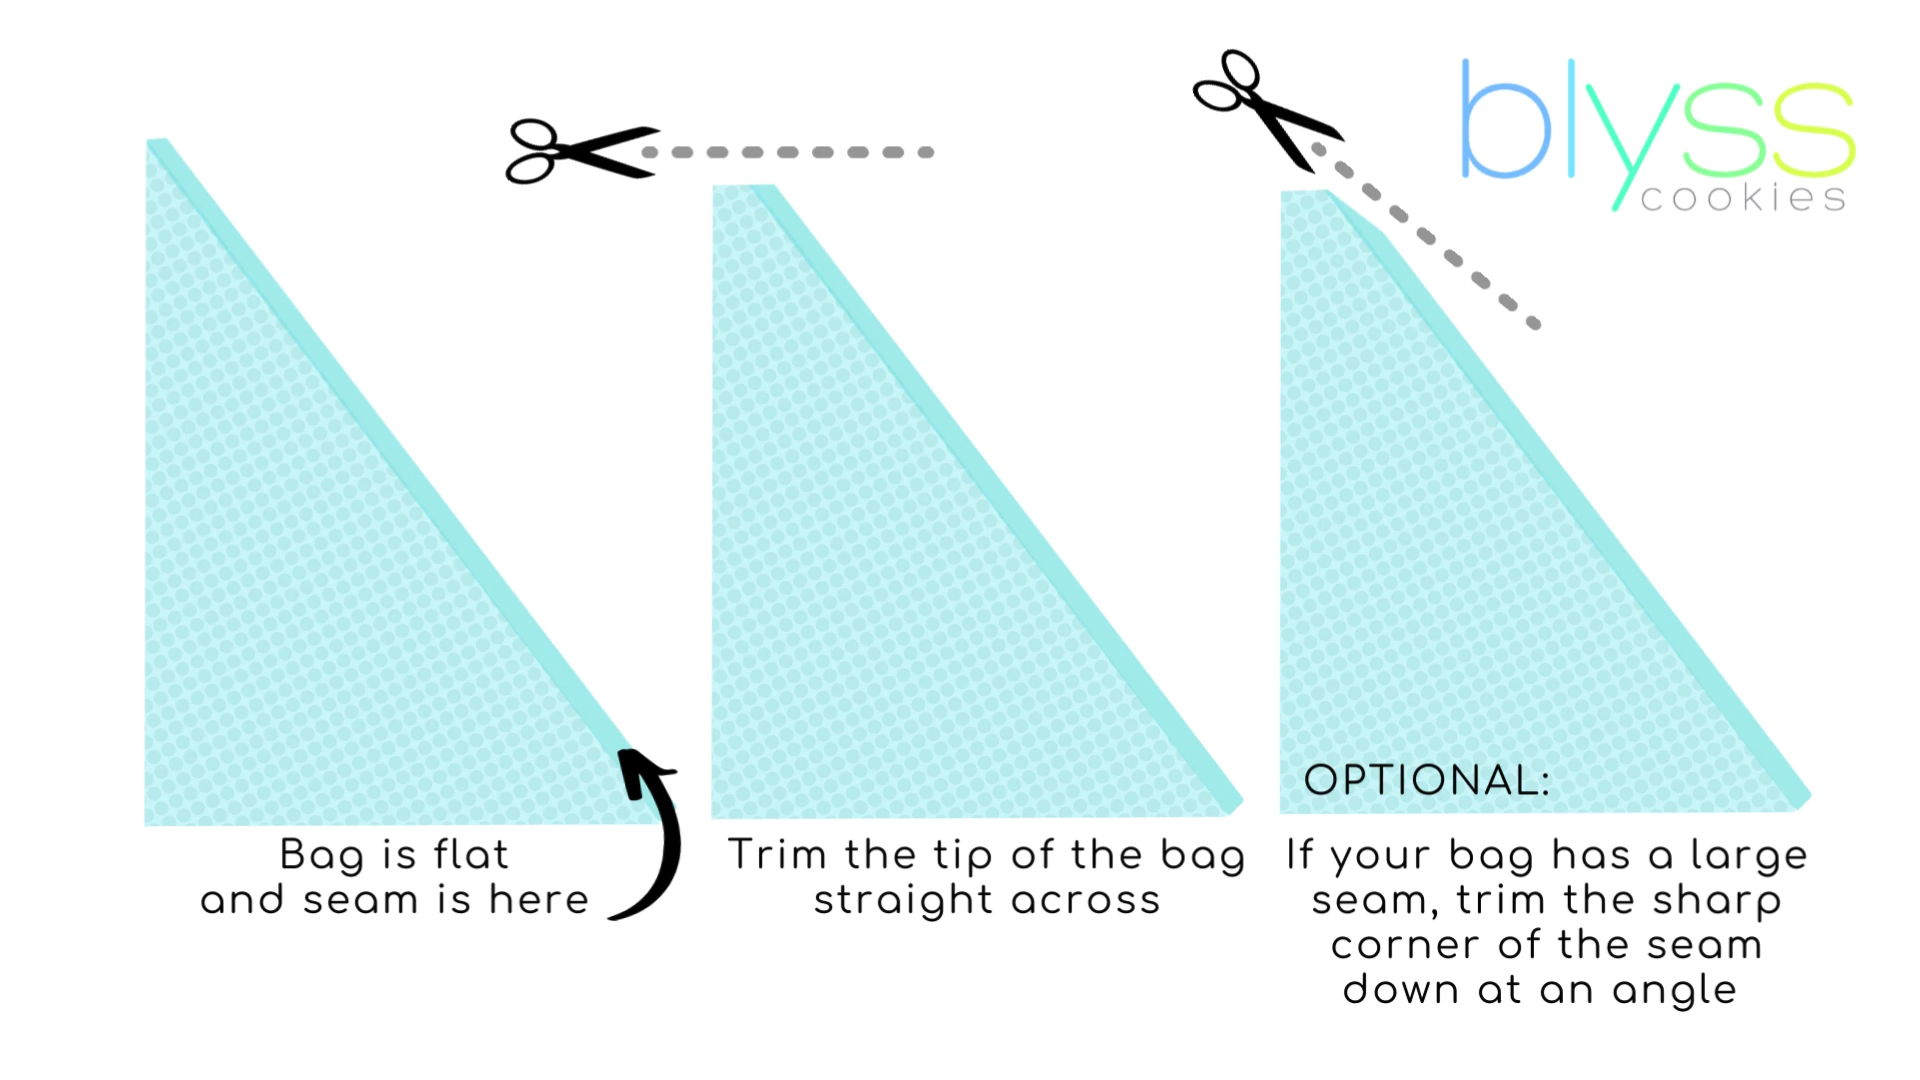 blyss
cookies
Bag is flat
and seam is here
Trim the tip of the bag
straight across
OPTIONAL:
If your bag has a large
seam, trim the sharp
corner of the seam
down at an angle